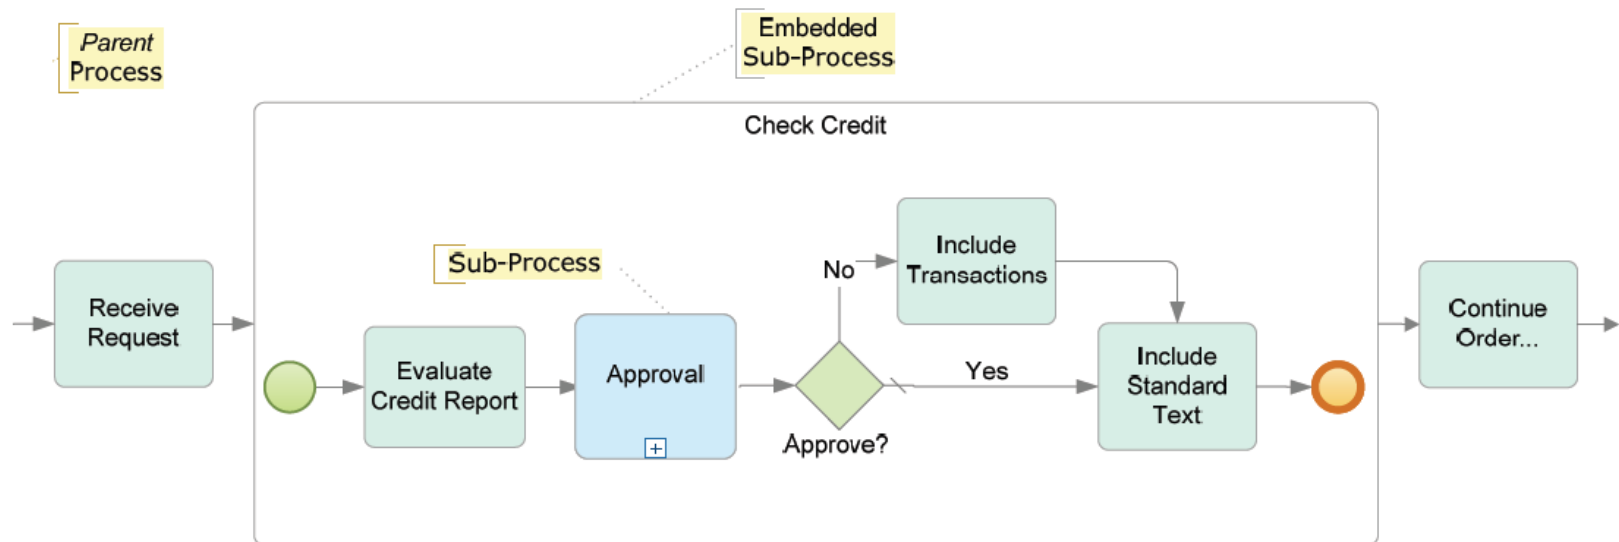 Parent
Process
Embedded
Sub-Process
Check Credit
Sub-Process
Receive
Request
Evaluate
Credit Report
Approval
No
Include
Transactions
Approve?
Yes
Include
Standard
Text
Continue
Order...